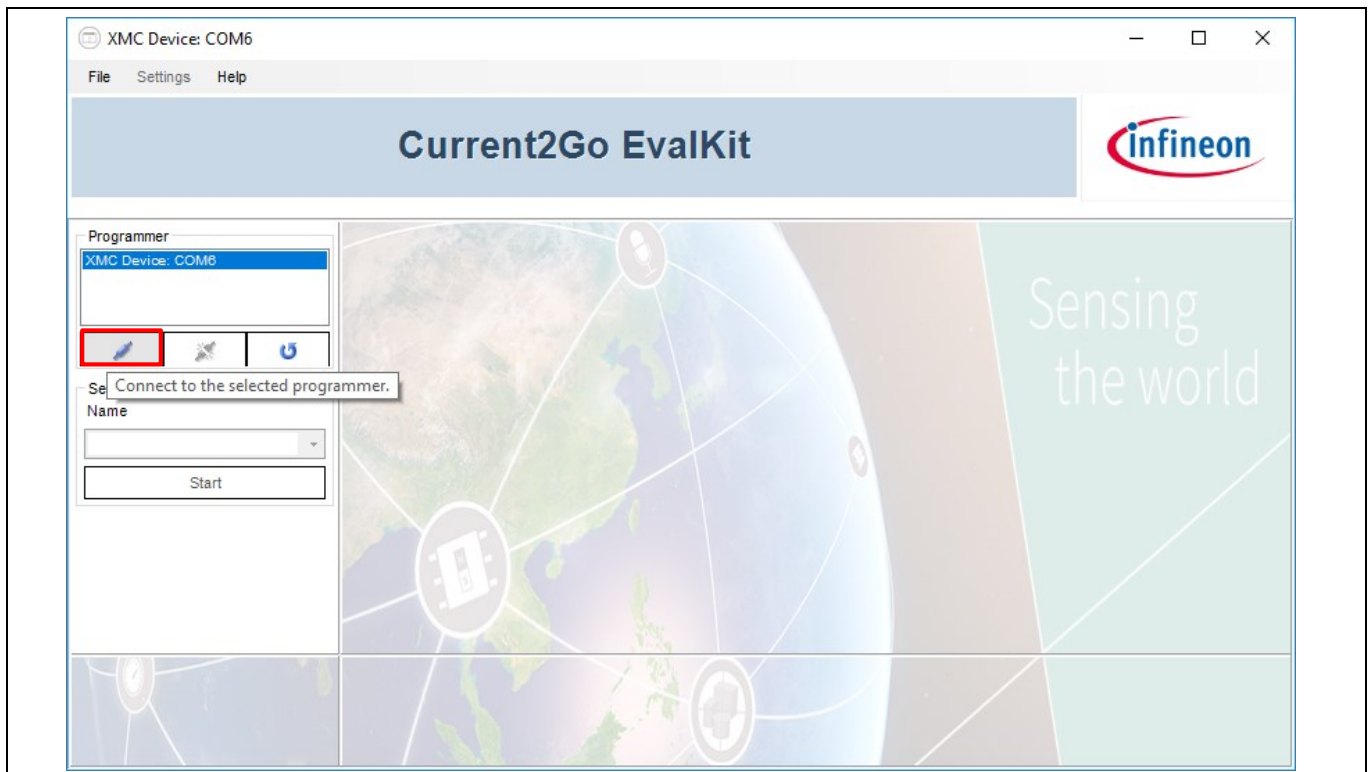 XMC Device: COM6
File Settings Help
Current2Go EvalKit
infineon
Programmer
XMC Device: COM6
Connect to the selected programmer.
Se
Name
Start
Sensing
the world